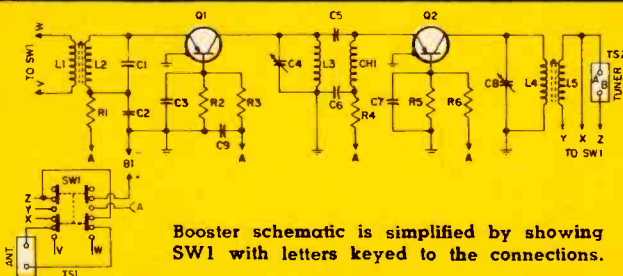 Q1
C5
Q2
W
TO SW1
L1
L2
C1
C4
L3
CH1
C8
L4
L5
TS2
A
B
TUNER
V
C2
C3
R2
R3
C6
R4
C7
R5
R6
Y
X
Z
TO SW1
R1
C9
A
B1
A
A
A
SW1
Z
Y
X
A
ANT
V
W
TS1
Booster schematic is simplified by showing
SW1 with letters keyed to the connections.